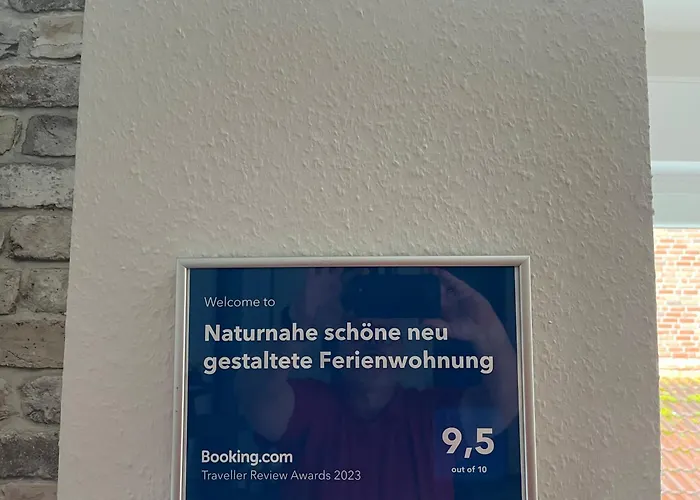 Welcome to
Naturnahe schöne neu
gestaltete Ferienwohnung
9,5
Booking.com
out of 10
Traveller Review Awards 2023